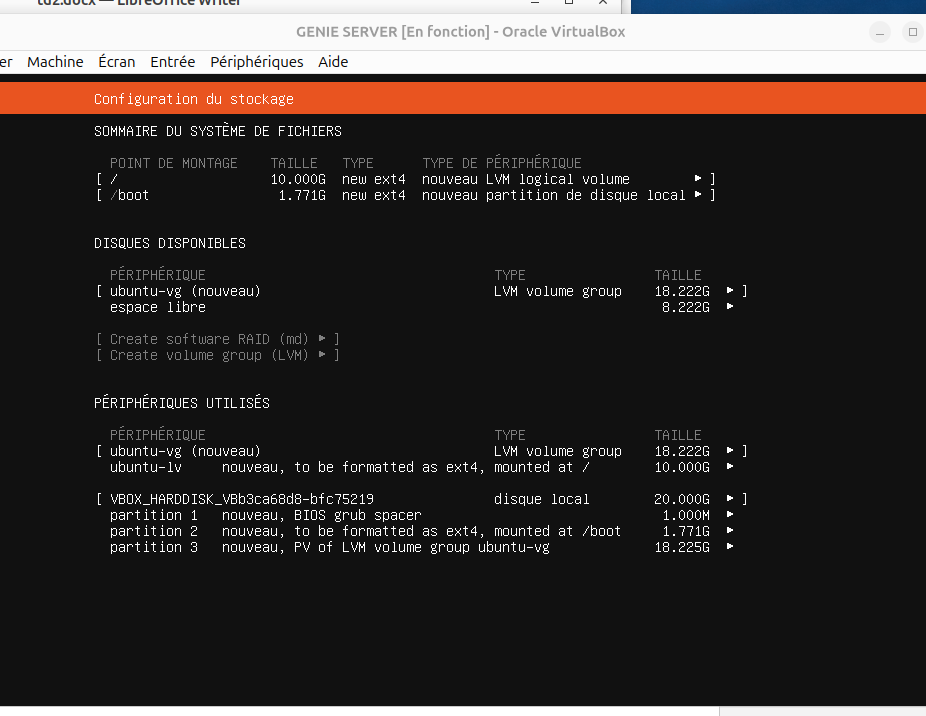 td2.docx — LibreOffice Writer
GENIE SERVER [En fonction] - Oracle VirtualBox
er Machine Écran Entrée Périphériques Aide
Configuration du stockage
SOMMAIRE DU SYSTÈME DE FICHIERS
POINT DE MONTAGE TAILLE TYPE TYPE DE PÉRIPHÉRIQUE
[ / 10.000G new ext4 nouveau LVM logical volume ▸ ]
[ /boot 1.771G new ext4 nouveau partition de disque local ▸ ]
DISQUES DISPONIBLES
PÉRIPHÉRIQUE TYPE TAILLE
[ ubuntu-vg (nouveau) LVM volume group 18.222G ▸ ]
espace libre 8.222G ▸
[ Create software RAID (md) ▸ ]
[ Create volume group (LVM) ▸ ]
PÉRIPHÉRIQUES UTILISÉS
PÉRIPHÉRIQUE TYPE TAILLE
[ ubuntu-vg (nouveau) LVM volume group 18.222G ▸ ]
ubuntu-lv nouveau, to be formatted as ext4, mounted at / 10.000G ▸
[ VBOX_HARDDISK_VBb3ca68d8-bfc75219 disque local 20.000G ▸ ]
partition 1 nouveau, BIOS grub spacer 1.000M ▸
partition 2 nouveau, to be formatted as ext4, mounted at /boot 1.771G ▸
partition 3 nouveau, PV of LVM volume group ubuntu-vg 18.225G ▸